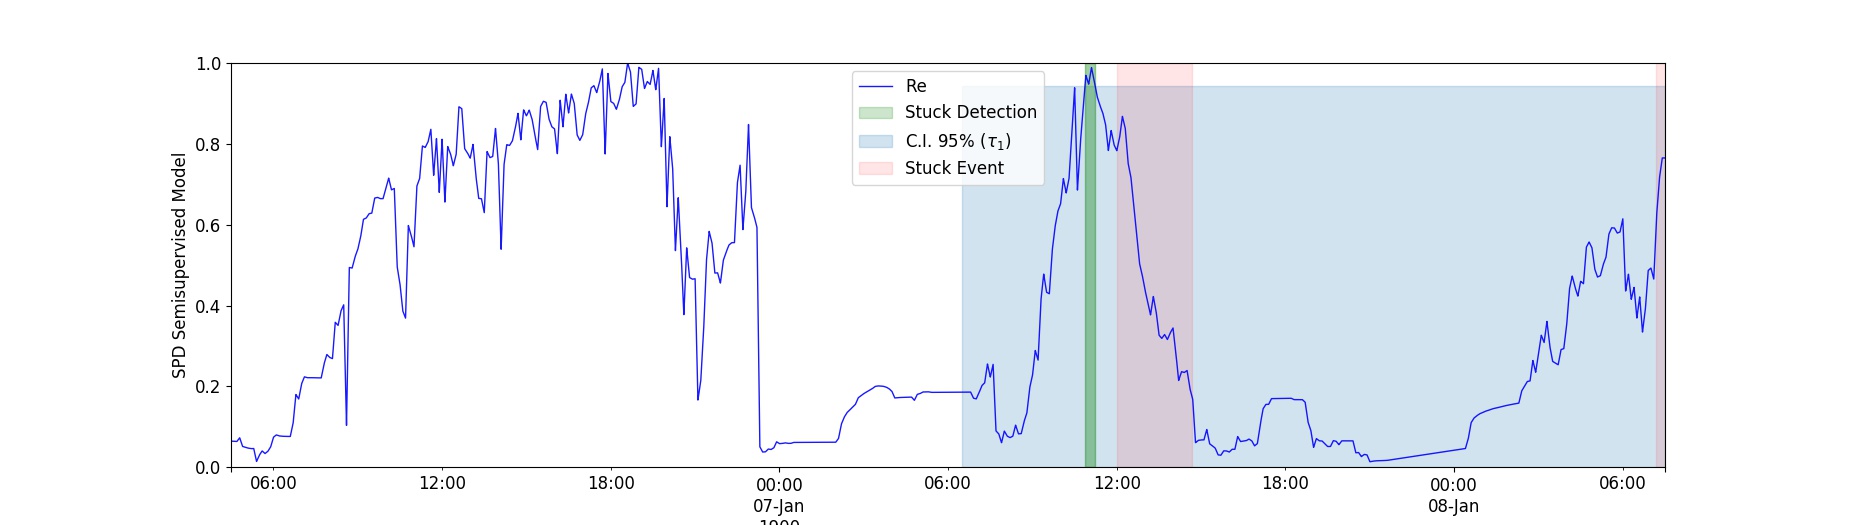 SPD Semisupervised Model
1.0
0.8
0.6
0.4
0.2
0.0
Re
Stuck Detection
C.I. 95% (τ₁)
Stuck Event
06:00 12:00 18:00 00:00 06:00 12:00 18:00 00:00 06:00
07-Jan 08-Jan
1900